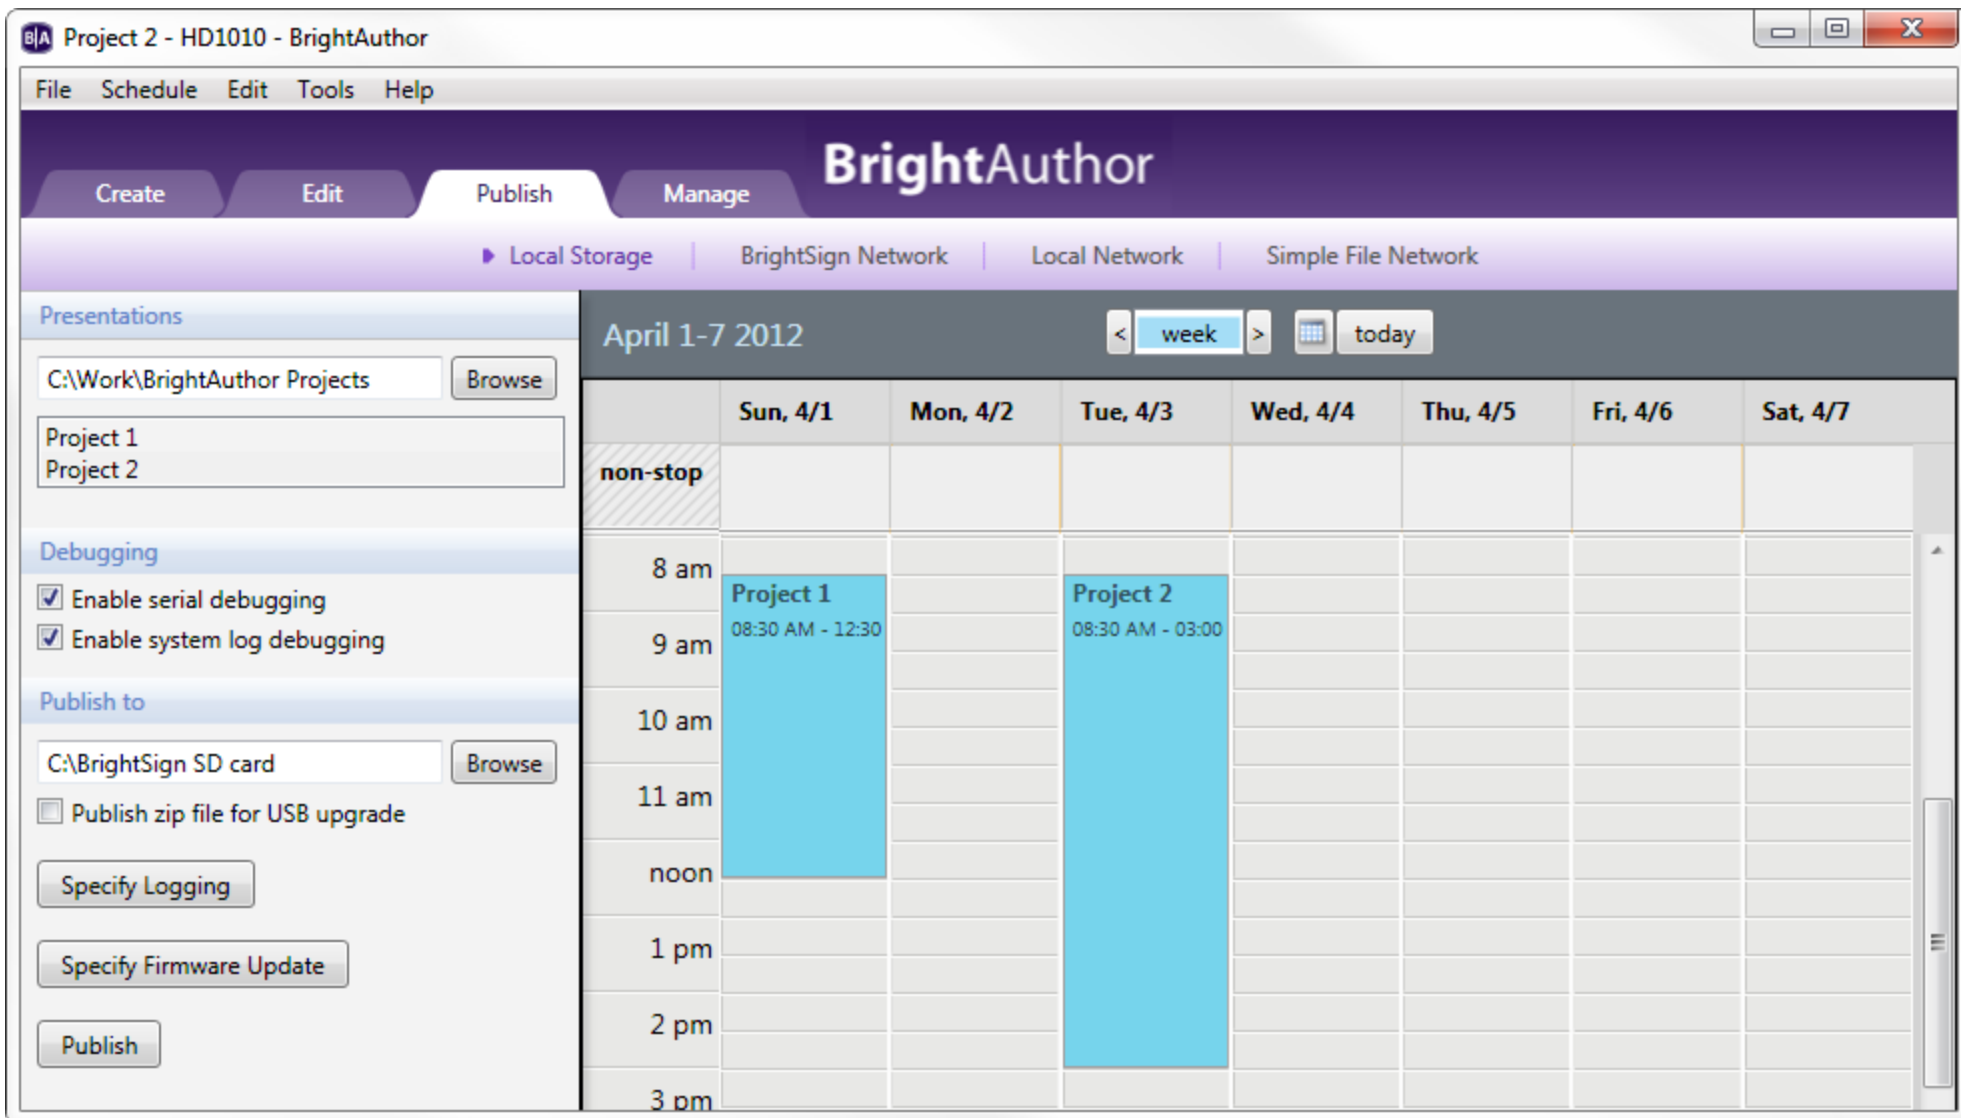 Project 2 - HD1010 - BrightAuthor
File Schedule Edit Tools Help
BrightAuthor
Create Edit Publish Manage
Local Storage BrightSign Network Local Network Simple File Network
Presentations
C:\Work\BrightAuthor Projects Browse
Project 1
Project 2
Debugging
Enable serial debugging
Enable system log debugging
Publish to
C:\BrightSign SD card Browse
Publish zip file for USB upgrade
Specify Logging
Specify Firmware Update
Publish
April 1-7 2012 < week > today
Sun, 4/1 Mon, 4/2 Tue, 4/3 Wed, 4/4 Thu, 4/5 Fri, 4/6 Sat, 4/7
non-stop
8 am
Project 1 Project 2
08:30 AM - 12:30 08:30 AM - 03:00
9 am
10 am
11 am
noon
1 pm
2 pm
3 pm